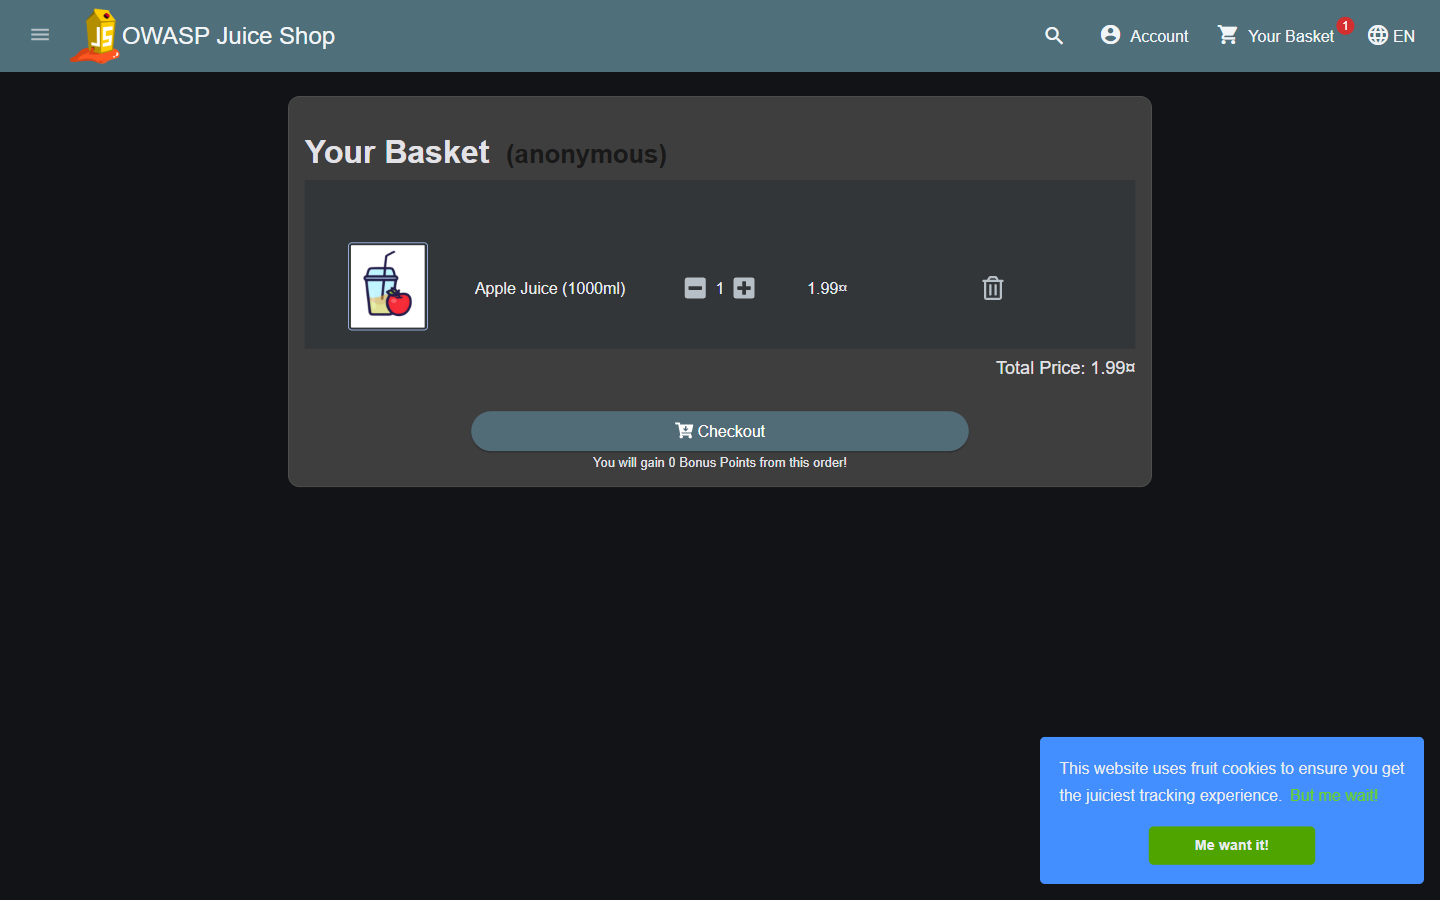 OWASP Juice Shop
Account
Your Basket
1
EN
Your Basket (anonymous)
Apple Juice (1000ml)
1
1.99¤
Total Price: 1.99¤
Checkout
You will gain 0 Bonus Points from this order!
This website uses fruit cookies to ensure you get
the juiciest tracking experience. But me wait!
Me want it!